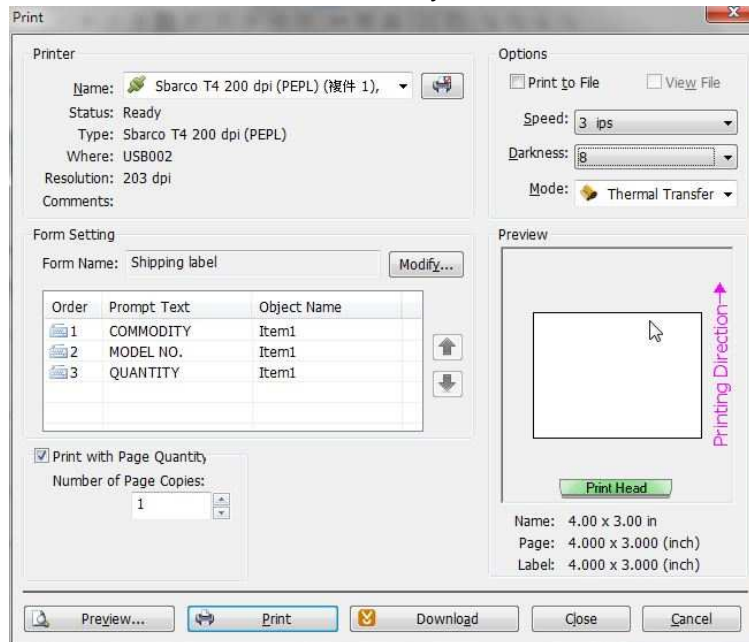 Print
Printer
Name: Sbarco T4 200 dpi (PEPL) (複件 1),
Status: Ready
Type: Sbarco T4 200 dpi (PEPL)
Where: USB002
Resolution: 203 dpi
Comments:
Options
Print to File View File
Speed: 3 ips
Darkness: 8
Mode: Thermal Transfer
Form Setting
Form Name: Shipping label Modify...
Order Prompt Text Object Name
1 COMMODITY Item1
2 MODEL NO. Item1
3 QUANTITY Item1
Preview
Printing Direction
Print Head
Name: 4.00 x 3.00 in
Page: 4.000 x 3.000 (inch)
Label: 4.000 x 3.000 (inch)
Print with Page Quantity
Number of Page Copies:
1
Preview... Print Download Close Cancel